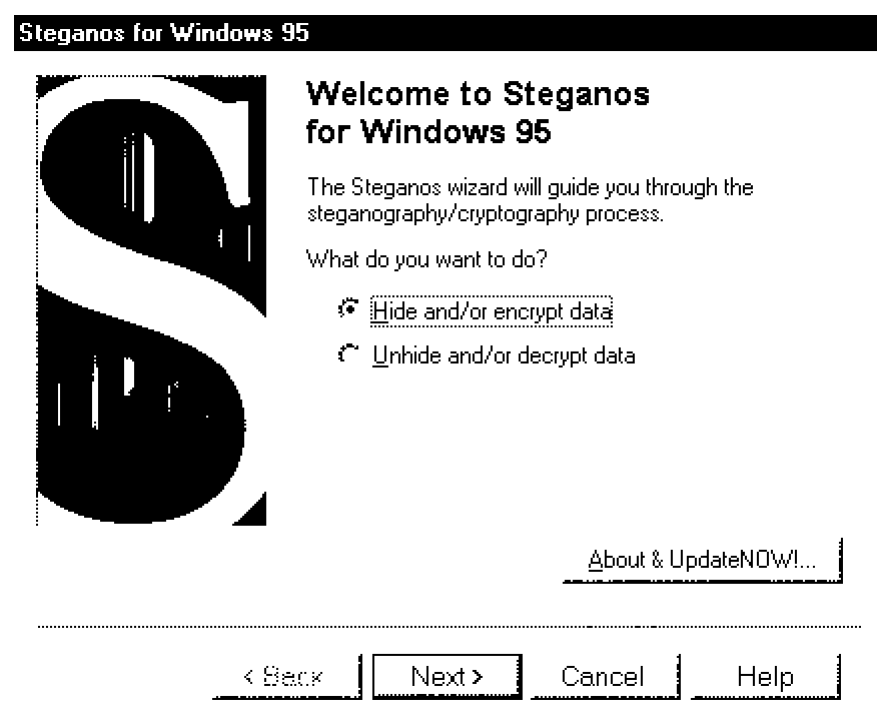 Steganos for Windows 95
Welcome to Steganos
for Windows 95
The Steganos wizard will guide you through the
steganography/cryptography process.
What do you want to do?
Hide and/or encrypt data
Unhide and/or decrypt data
About & UpdateNOW!...
< Back Next > Cancel Help